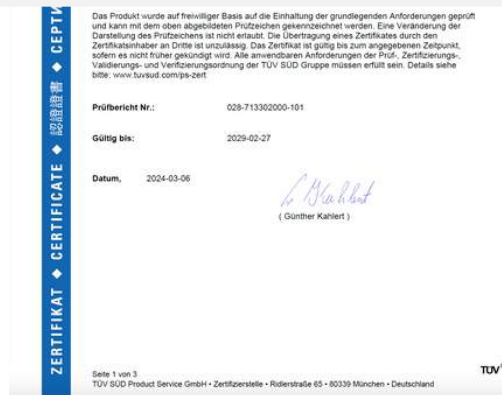 Das Produkt wurde auf freiwilliger Basis auf die Einhaltung der grundlegenden Anforderungen geprüft
und kann mit dem oben abgebildeten Prüfzeichen gekennzeichnet werden. Eine Veränderung der
Darstellung des Prüfzeichens ist nicht erlaubt. Die Übertragung eines Zertifikates durch den
Zertifikatsinhaber an Dritte ist unzulässig. Das Zertifikat ist gültig bis zum angegebenen Zeitpunkt,
sofern es nicht früher gekündigt wird. Alle anwendbaren Anforderungen der Prüf-, Zertifizierungs-,
Validierungs- und Verifizierungsordnung der TÜV SÜD Gruppe müssen erfüllt sein. Details siehe
bitte: www.tuvsud.com/ps-zert
Prüfbericht Nr.: 028-713302000-101
Gültig bis: 2029-02-27
Datum, 2024-03-06
( Günther Kahlert )
Seite 1 von 3
TÜV SÜD Product Service GmbH • Zertifizierstelle • Ridlerstraße 65 • 80339 München • Deutschland
TÜV
ZERTIFIKAT ◆ CERTIFICATE ◆ 認證證書 ◆ СЕРТИ